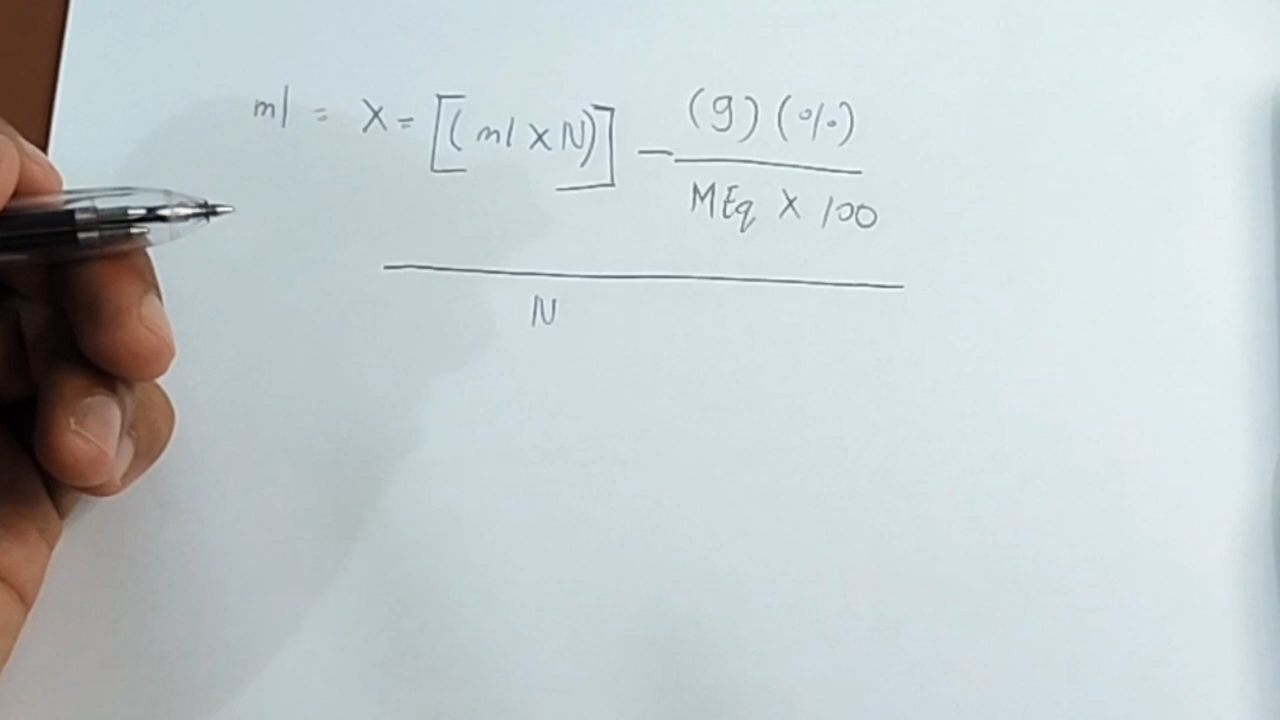 ml = X = [(ml x N)] - (g) (%)
MEq x 100
N